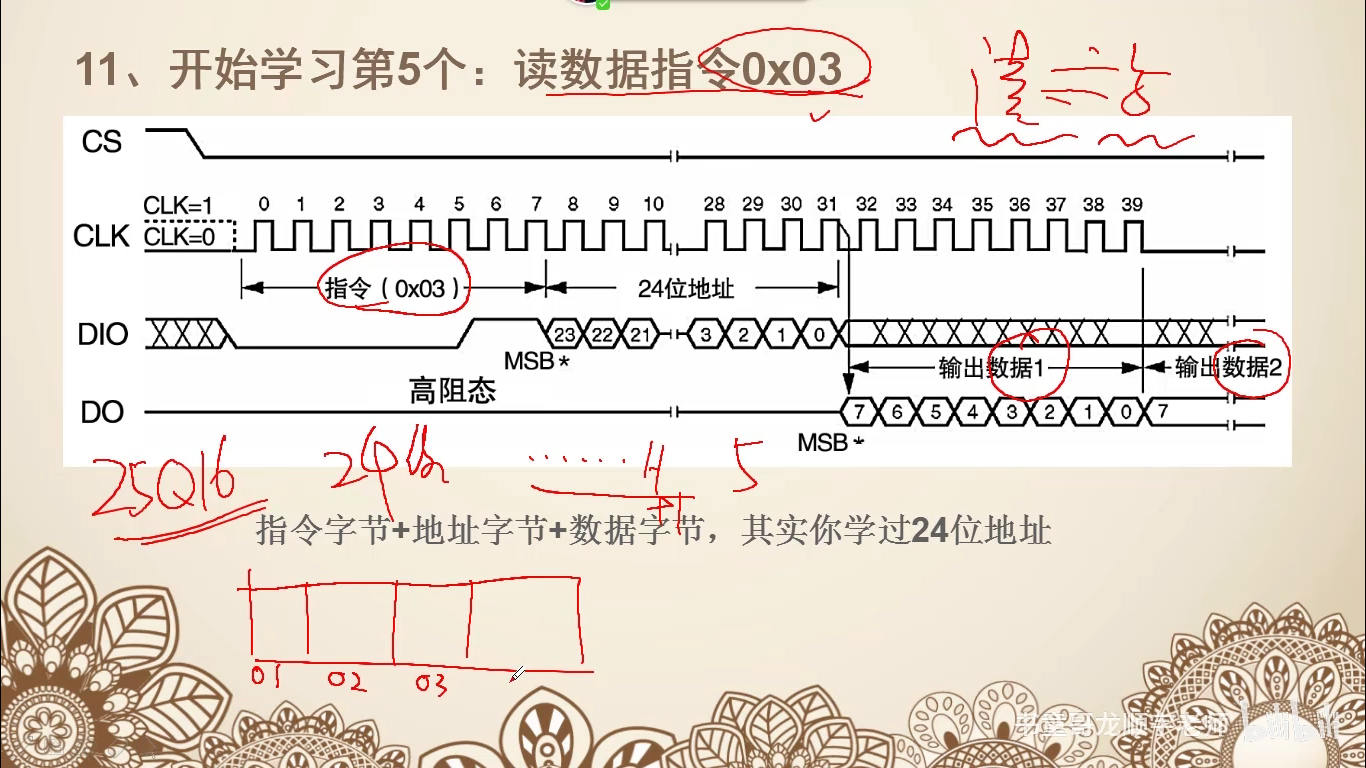 11、开始学习第5个：读数据指令0x03
CS
CLK=1
CLK=0
CLK
0 1 2 3 4 5 6 7 8 9 10 28 29 30 31 32 33 34 35 36 37 38 39
指令（0x03） 24位地址
DIO
23 22 21 3 2 1 0
MSB*
输出数据1 输出数据2
高阻态
DO
7 6 5 4 3 2 1 0 7
MSB*
25Q16 24 4 5
指令字节+地址字节+数据字节，其实你学过24位地址
01 02 03
bilibili